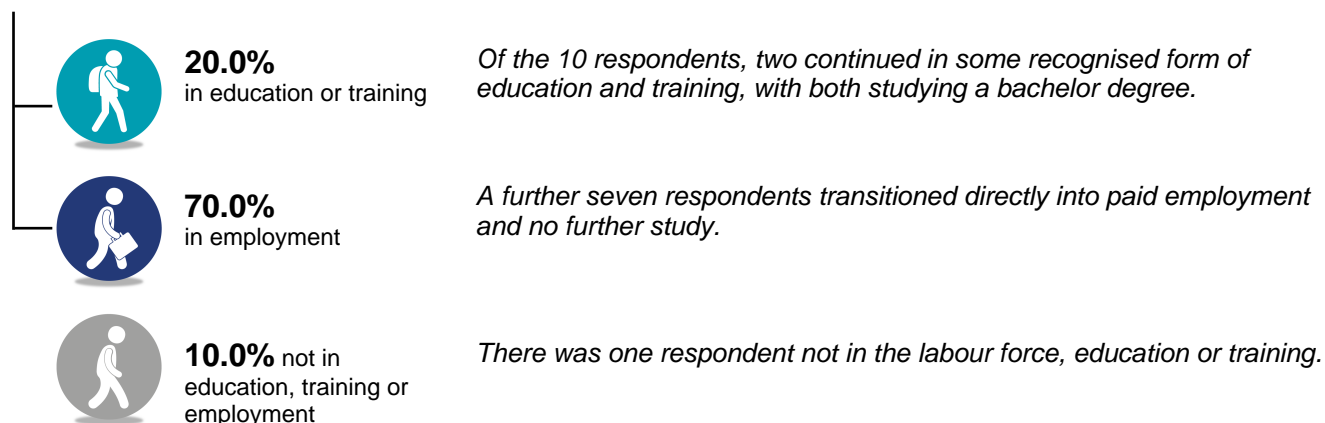 20.0%
in education or training
Of the 10 respondents, two continued in some recognised form of
education and training, with both studying a bachelor degree.
70.0%
in employment
A further seven respondents transitioned directly into paid employment
and no further study.
10.0% not in
education, training or
employment
There was one respondent not in the labour force, education or training.